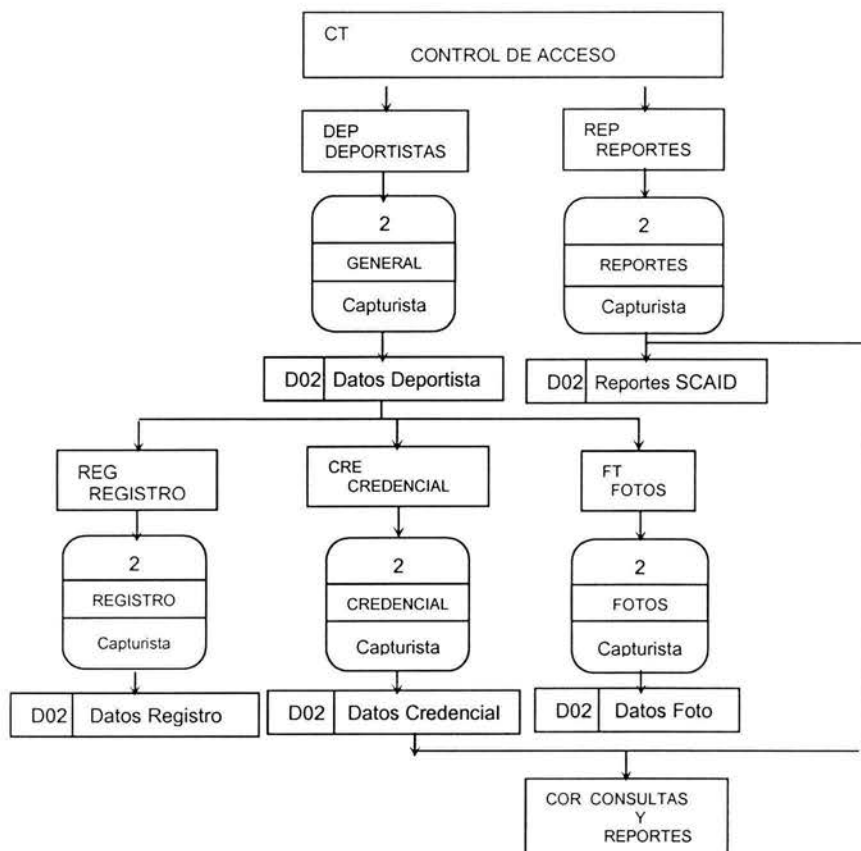 CT
CONTROL DE ACCESO
DEP
DEPORTISTAS
REP
REPORTES
2
GENERAL
Capturista
2
REPORTES
Capturista
D02 Datos Deportista
D02 Reportes SCAID
REG
REGISTRO
CRE
CREDENCIAL
FT
FOTOS
2
REGISTRO
Capturista
2
CREDENCIAL
Capturista
2
FOTOS
Capturista
D02 Datos Registro
D02 Datos Credencial
D02 Datos Foto
COR CONSULTAS
Y
REPORTES